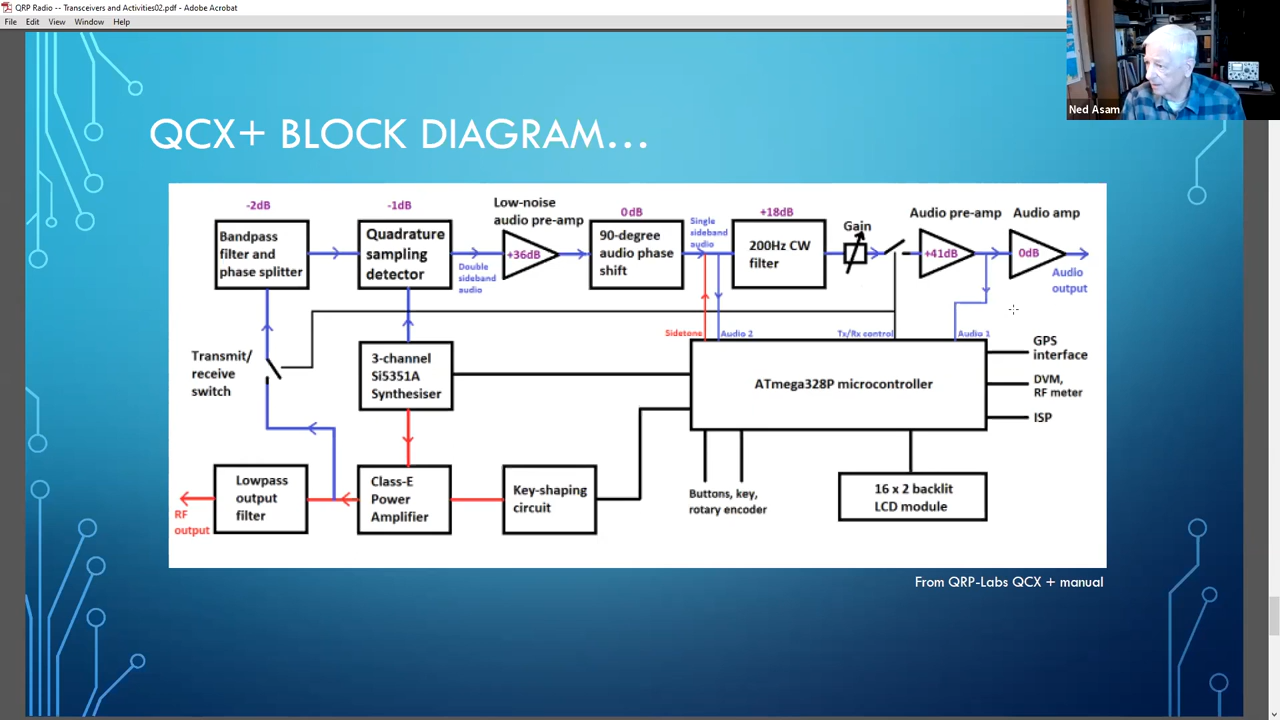 QRP Radio -- Transceivers and Activities02.pdf - Adobe Acrobat
File Edit View Window Help
Ned Asam
QCX+ BLOCK DIAGRAM...
-2dB
Bandpass
filter and
phase splitter
-1dB
Quadrature
sampling
detector
Double
sideband
audio
Low-noise
audio pre-amp
+36dB
0dB
90-degree
audio phase
shift
Single
sideband
audio
+18dB
200Hz CW
filter
Gain
Audio pre-amp
+41dB
Audio amp
0dB
Audio
output
Sidetone
Audio 2
Tx/Rx control
Audio 1
Transmit/
receive
switch
3-channel
Si5351A
Synthesiser
ATmega328P microcontroller
GPS
interface
DVM,
RF meter
ISP
RF
output
Lowpass
output
filter
Class-E
Power
Amplifier
Key-shaping
circuit
Buttons, key,
rotary encoder
16 x 2 backlit
LCD module
From QRP-Labs QCX + manual